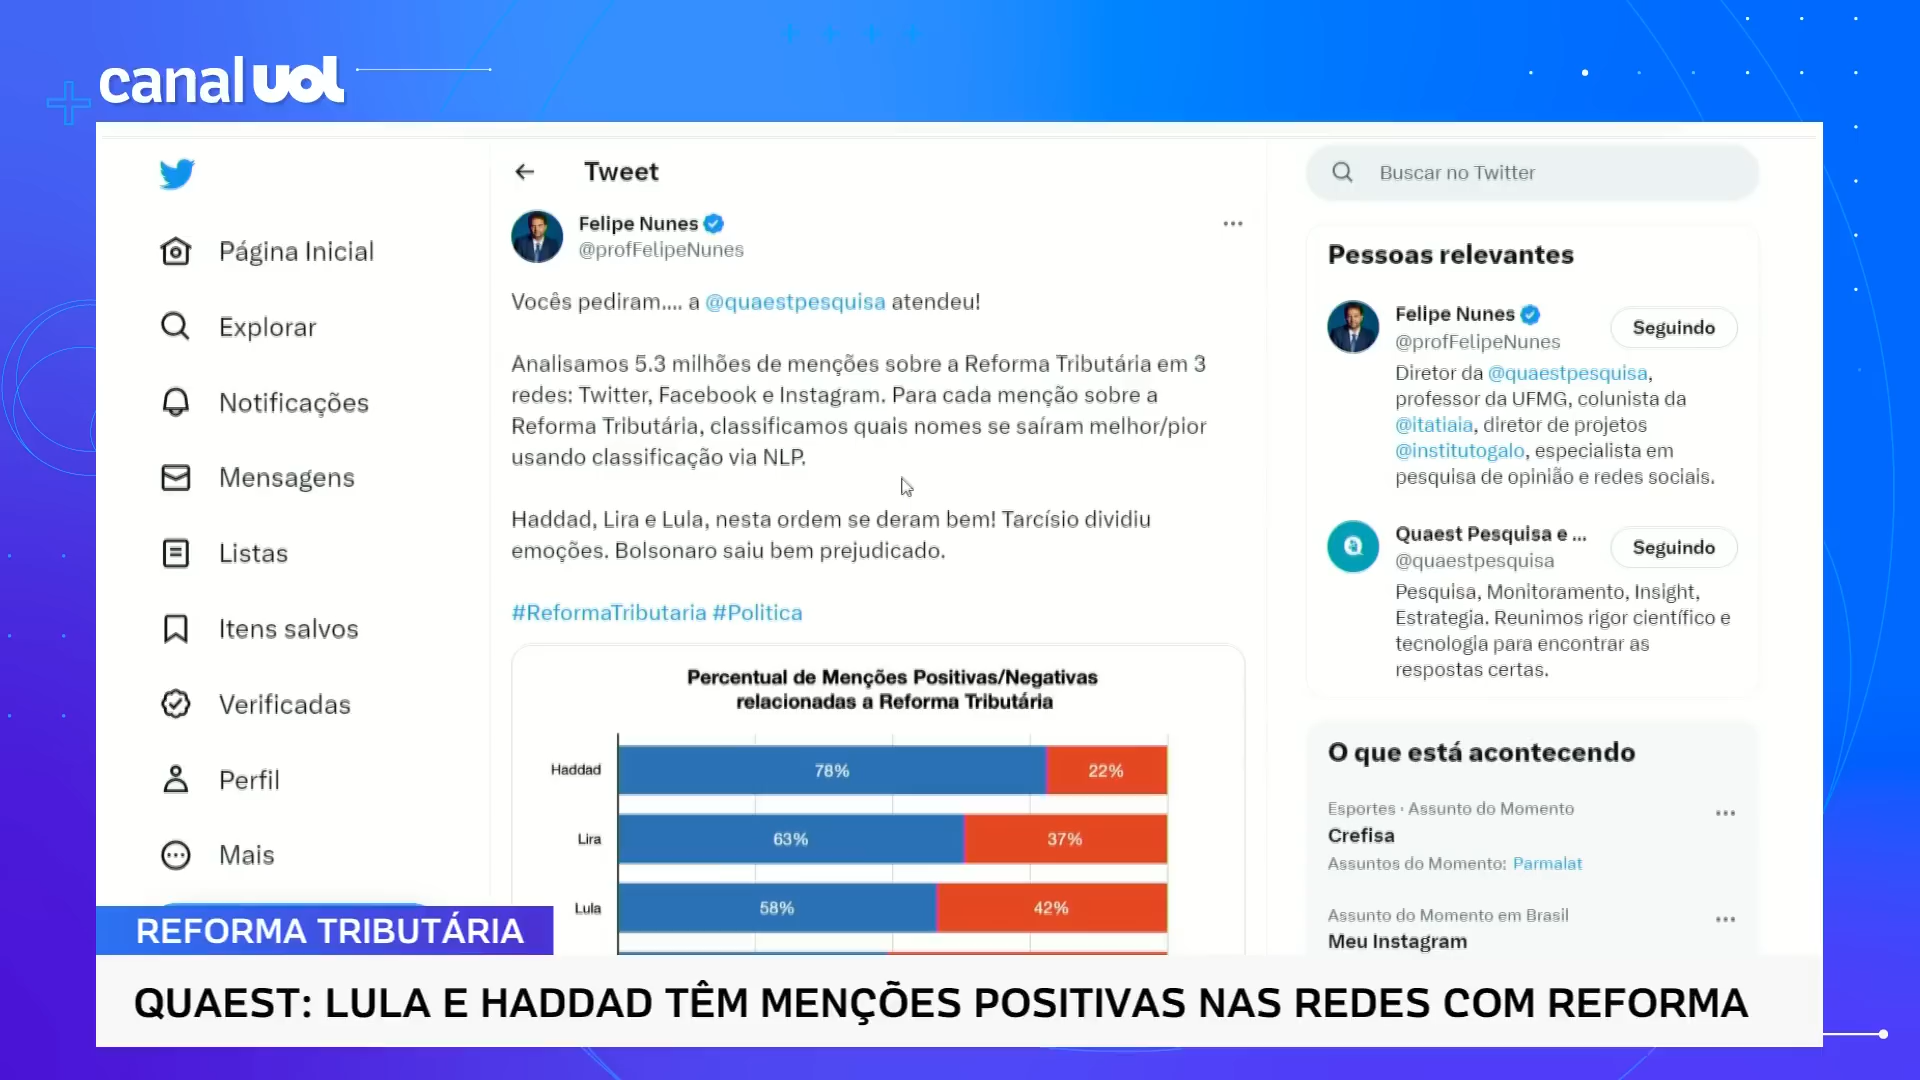 canal uol
Tweet
Felipe Nunes
@profFelipeNunes
Vocês pediram.... a @quaestpesquisa atendeu!
Analisamos 5.3 milhões de menções sobre a Reforma Tributária em 3
redes: Twitter, Facebook e Instagram. Para cada menção sobre a
Reforma Tributária, classificamos quais nomes se saíram melhor/pior
usando classificação via NLP.
Haddad, Lira e Lula, nesta ordem se deram bem! Tarcísio dividiu
emoções. Bolsonaro saiu bem prejudicado.
#ReformaTributaria #Politica
Percentual de Menções Positivas/Negativas
relacionadas a Reforma Tributária
Haddad 78% 22%
Lira 63% 37%
Lula 58% 42%
Página Inicial
Explorar
Notificações
Mensagens
Listas
Itens salvos
Verificadas
Perfil
Mais
Buscar no Twitter
Pessoas relevantes
Felipe Nunes
@profFelipeNunes
Seguindo
Diretor da @quaestpesquisa,
professor da UFMG, colunista da
@itatiaia, diretor de projetos
@institutogalo, especialista em
pesquisa de opinião e redes sociais.
Quaest Pesquisa e ...
@quaestpesquisa
Seguindo
Pesquisa, Monitoramento, Insight,
Estrategia. Reunimos rigor científico e
tecnologia para encontrar as
respostas certas.
O que está acontecendo
Esportes · Assunto do Momento
Crefisa
Assuntos do Momento: Parmalat
Assunto do Momento em Brasil
Meu Instagram
REFORMA TRIBUTÁRIA
QUAEST: LULA E HADDAD TÊM MENÇÕES POSITIVAS NAS REDES COM REFORMA